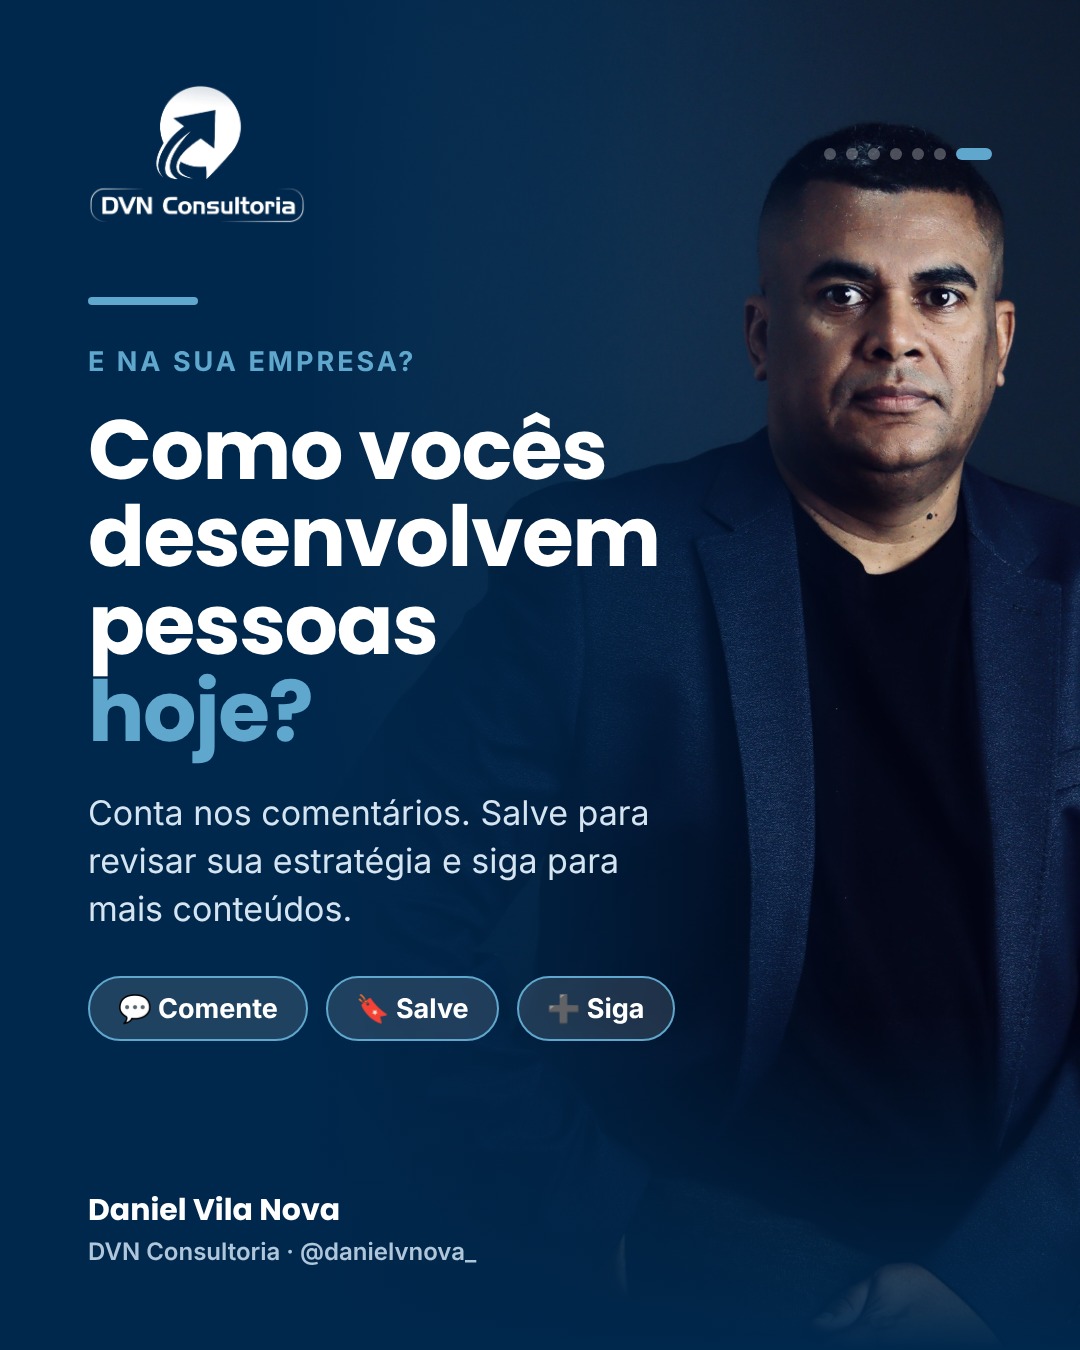 DVN Consultoria
E NA SUA EMPRESA?
Como vocês
desenvolvem
pessoas
hoje?
Conta nos comentários. Salve para
revisar sua estratégia e siga para
mais conteúdos.
💬 Comente 🔖 Salve ➕ Siga
Daniel Vila Nova
DVN Consultoria · @danielvnova_